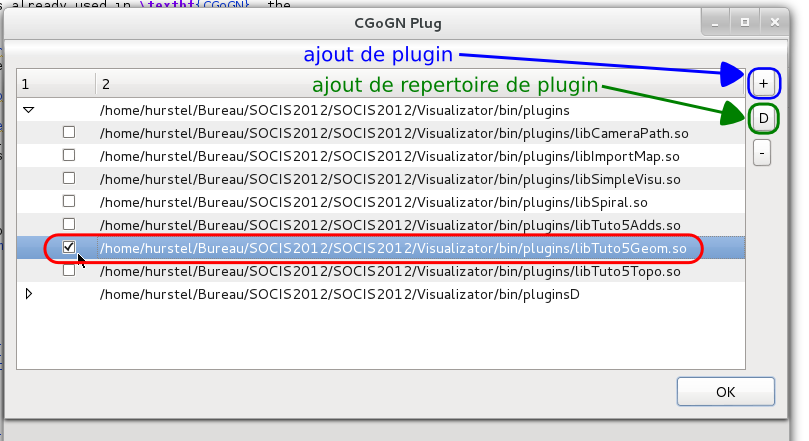 s already used in \textbf{CGoGN}, the
CGoGN Plug
ajout de plugin
1 2 ajout de repertoire de plugin +
/home/hurstel/Bureau/SOCIS2012/SOCIS2012/Visualizator/bin/plugins D
/home/hurstel/Bureau/SOCIS2012/SOCIS2012/Visualizator/bin/plugins/libCameraPath.so
/home/hurstel/Bureau/SOCIS2012/SOCIS2012/Visualizator/bin/plugins/libImportMap.so -
/home/hurstel/Bureau/SOCIS2012/SOCIS2012/Visualizator/bin/plugins/libSimpleVisu.so
/home/hurstel/Bureau/SOCIS2012/SOCIS2012/Visualizator/bin/plugins/libSpiral.so
/home/hurstel/Bureau/SOCIS2012/SOCIS2012/Visualizator/bin/plugins/libTuto5Adds.so
/home/hurstel/Bureau/SOCIS2012/SOCIS2012/Visualizator/bin/plugins/libTuto5Geom.so
/home/hurstel/Bureau/SOCIS2012/SOCIS2012/Visualizator/bin/plugins/libTuto5Topo.so
/home/hurstel/Bureau/SOCIS2012/SOCIS2012/Visualizator/bin/pluginsD
OK